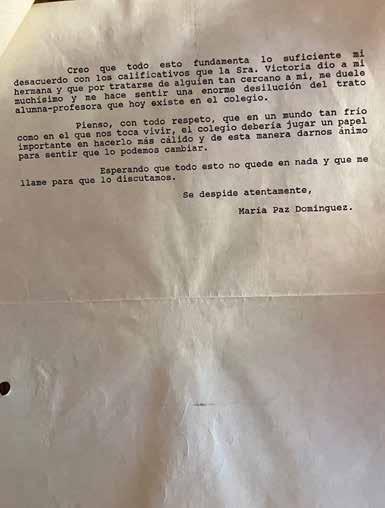 Creo que todo esto fundamenta lo suficiente mi
desacuerdo con los calificativos que la Sra. Victoria dio a mi
hermana y que por tratarse de alguien tan cercano a mi, me duele
muchísimo y me hace sentir una enorme desilución del trato
alumna-profesora que hoy existe en el colegio.
Pienso, con todo respeto, que en un mundo tan frío
como en el que nos toca vivir, el colegio debería jugar un papel
importante en hacerlo más cálido y de esta manera darnos ánimo
para sentir que lo podemos cambiar.
Esperando que todo esto no quede en nada y que me
llame para que lo discutamos.
Se despide atentamente,
María Paz Domínguez.